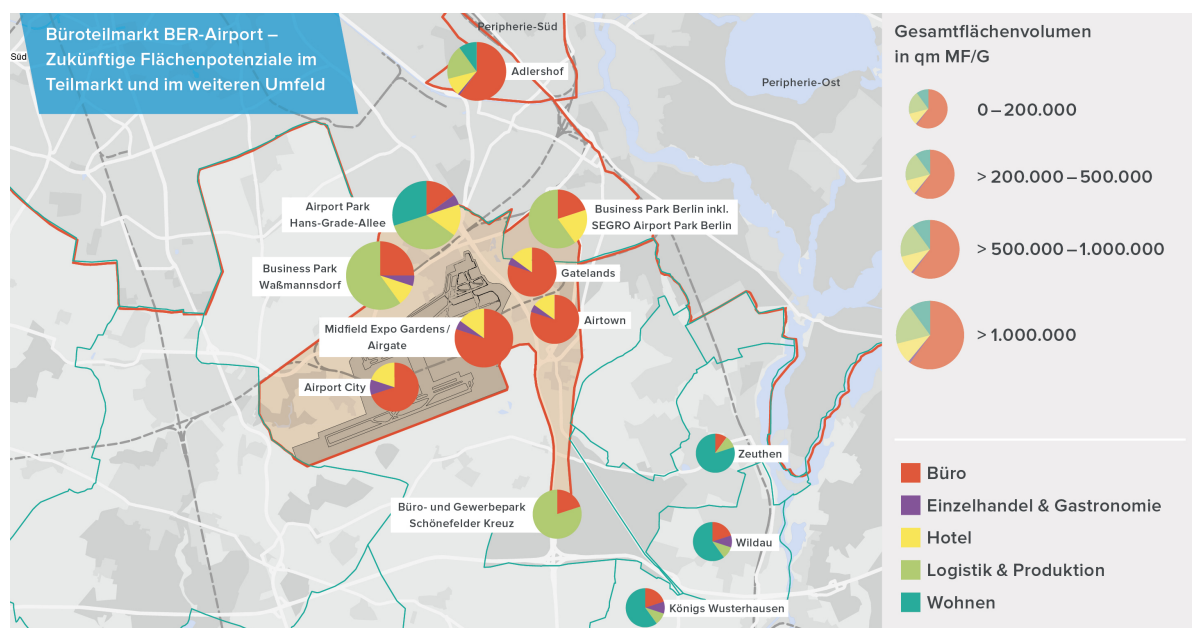 Büroteilmarkt BER-Airport –
Zukünftige Flächenpotenziale im
Teilmarkt und im weiteren Umfeld
Süd
Peripherie-Süd
Adlershof
Peripherie-Ost
Airport Park
Hans-Grade-Allee
Business Park Berlin inkl.
SEGRO Airport Park Berlin
Business Park
Waßmannsdorf
Gatelands
Midfield Expo Gardens /
Airgate
Airtown
Airport City
Zeuthen
Büro- und Gewerbepark
Schönefelder Kreuz
Wildau
Königs Wusterhausen
Gesamtflächenvolumen
in qm MF/G
0 – 200.000
> 200.000 – 500.000
> 500.000 – 1.000.000
> 1.000.000
Büro
Einzelhandel & Gastronomie
Hotel
Logistik & Produktion
Wohnen